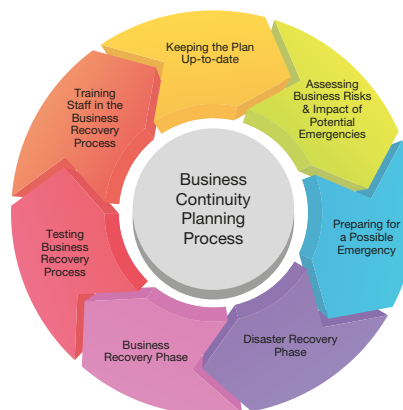 Keeping the Plan
Up-to-date
Assessing
Business Risks
& Impact of
Potential
Emergencies
Preparing for
a Possible
Emergency
Disaster Recovery
Phase
Business
Recovery Phase
Testing
Business
Recovery
Process
Training
Staff in the
Business
Recovery
Process
Business
Continuity
Planning
Process